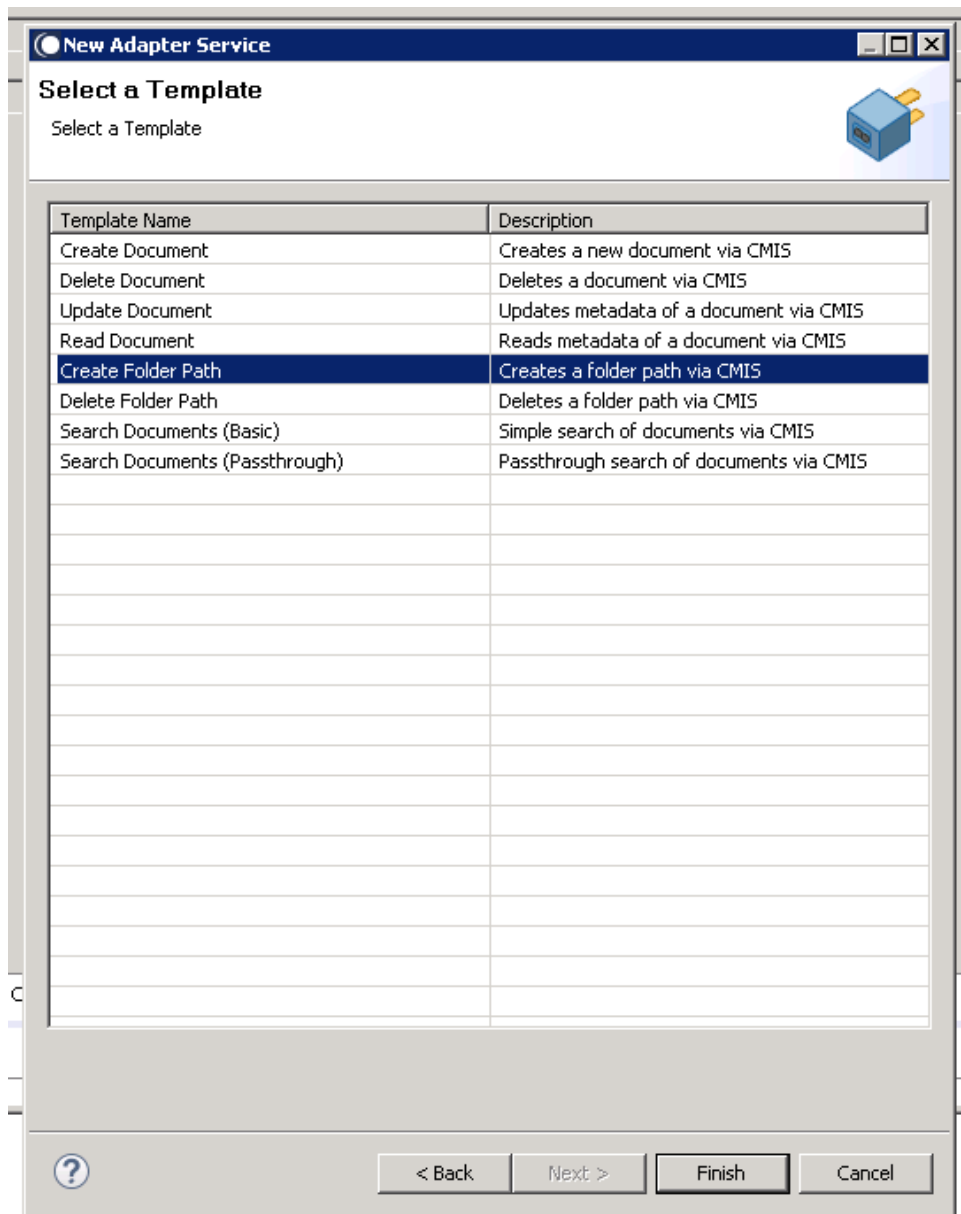 New Adapter Service
Select a Template
Select a Template
Template Name Description
Create Document Creates a new document via CMIS
Delete Document Deletes a document via CMIS
Update Document Updates metadata of a document via CMIS
Read Document Reads metadata of a document via CMIS
Create Folder Path Creates a folder path via CMIS
Delete Folder Path Deletes a folder path via CMIS
Search Documents (Basic) Simple search of documents via CMIS
Search Documents (Passthrough) Passthrough search of documents via CMIS
? < Back Next > Finish Cancel